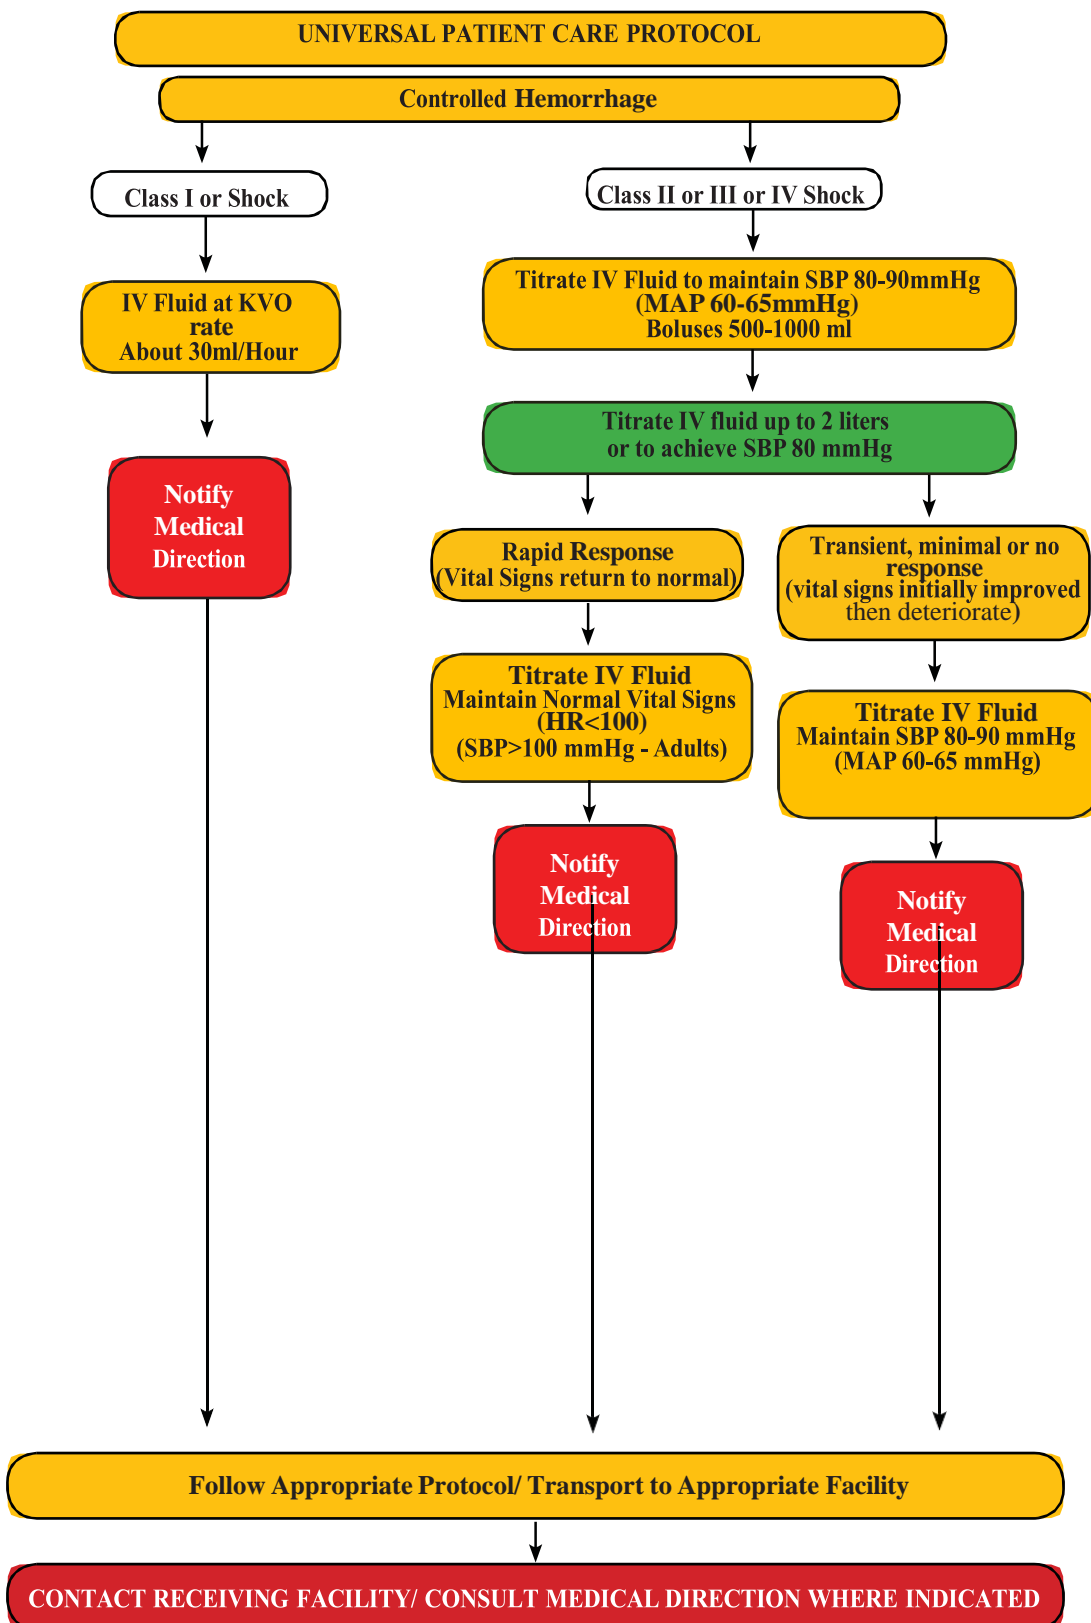 UNIVERSAL PATIENT CARE PROTOCOL
Controlled Hemorrhage
Class I or Shock
Class II or III or IV Shock
IV Fluid at KVO
rate
About 30ml/Hour
Titrate IV Fluid to maintain SBP 80-90mmHg
(MAP 60-65mmHg)
Boluses 500-1000 ml
Titrate IV fluid up to 2 liters
or to achieve SBP 80 mmHg
Notify
Medical
Direction
Rapid Response
(Vital Signs return to normal)
Transient, minimal or no
response
(vital signs initially improved
then deteriorate)
Titrate IV Fluid
Maintain Normal Vital Signs
(HR<100)
(SBP>100 mmHg - Adults)
Titrate IV Fluid
Maintain SBP 80-90 mmHg
(MAP 60-65 mmHg)
Notify
Medical
Direction
Notify
Medical
Direction
Follow Appropriate Protocol/ Transport to Appropriate Facility
CONTACT RECEIVING FACILITY/ CONSULT MEDICAL DIRECTION WHERE INDICATED